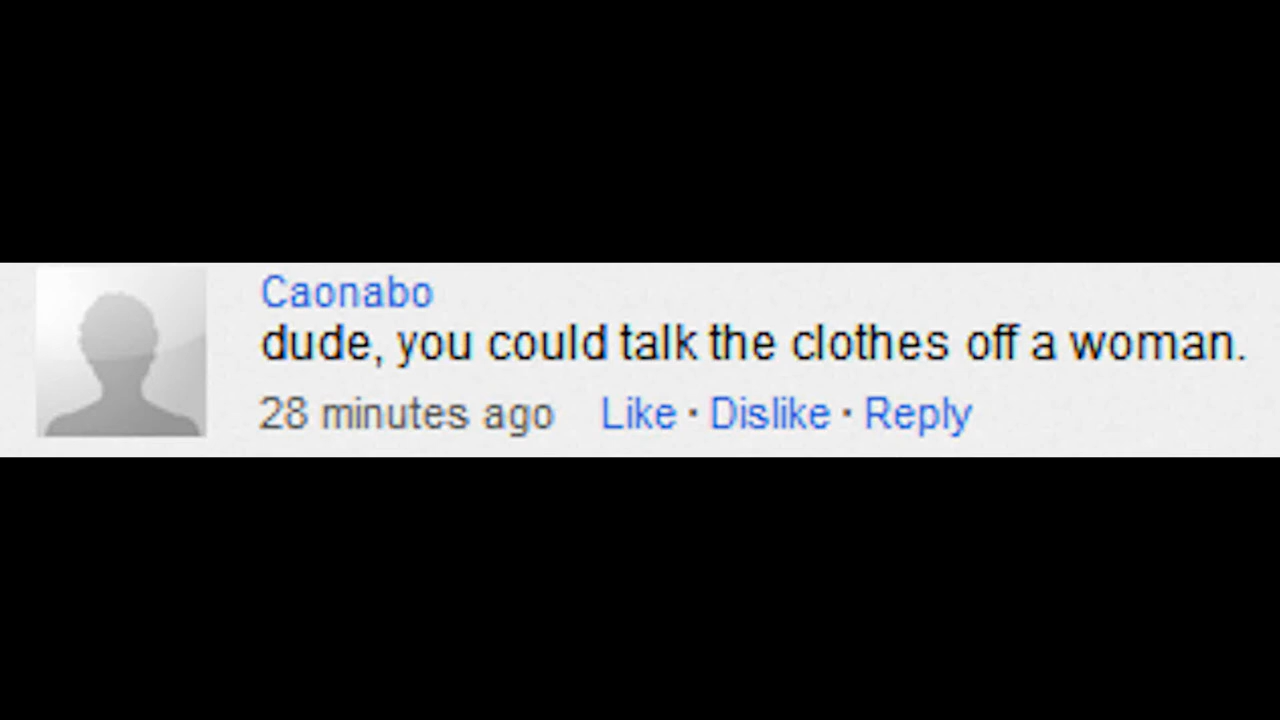 Caonabo
dude, you could talk the clothes off a woman.
28 minutes ago Like · Dislike · Reply